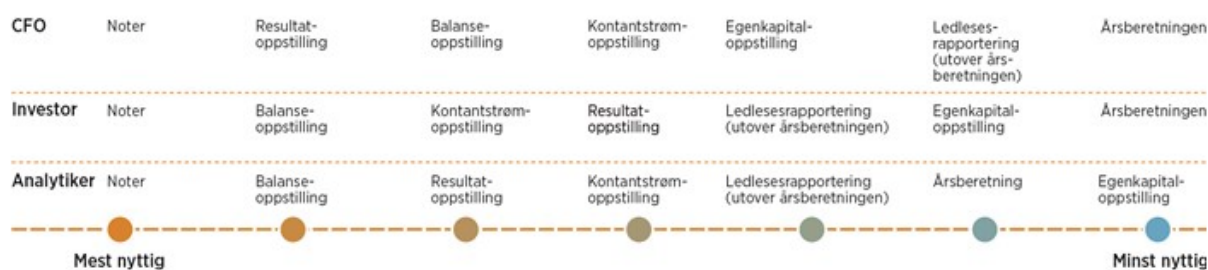 CFO
Noter
Resultat-
oppstilling
Balanse-
oppstilling
Kontantstrøm-
oppstilling
Egenkapital-
oppstilling
Ledleses-
rapportering
(utover års-
beretningen)
Årsberetningen
Investor
Noter
Balanse-
oppstilling
Kontantstrøm-
oppstilling
Resultat-
oppstilling
Ledlesesrapportering
(utover årsberetningen)
Egenkapital-
oppstilling
Årsberetningen
Analytiker
Noter
Balanse-
oppstilling
Resultat-
oppstilling
Kontantstrøm-
oppstilling
Ledlesesrapportering
(utover årsberetningen)
Årsberetning
Egenkapital-
oppstilling
Mest nyttig
Minst nyttig